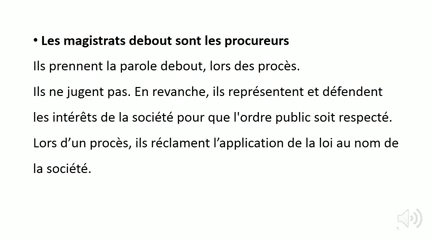 • Les magistrats debout sont les procureurs
Ils prennent la parole debout, lors des procès.
Ils ne jugent pas. En revanche, ils représentent et défendent
les intérêts de la société pour que l'ordre public soit respecté.
Lors d’un procès, ils réclament l’application de la loi au nom de
la société.